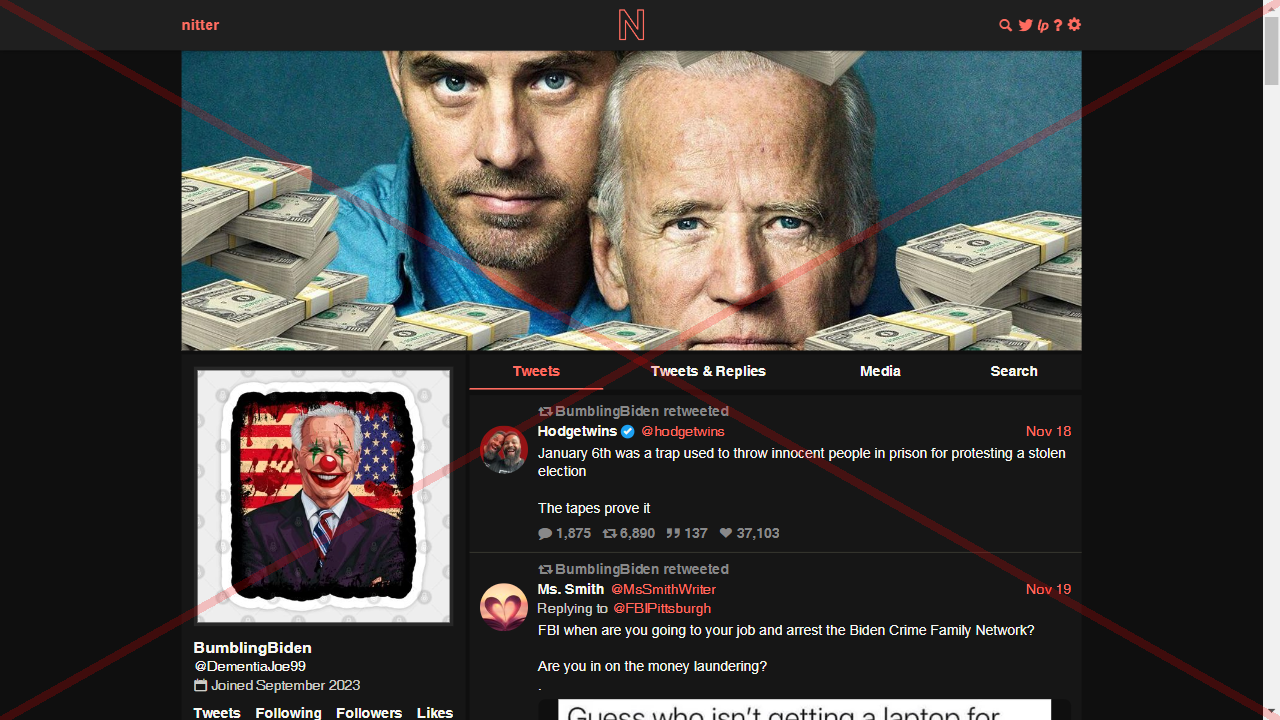 nitter
N
lp ?
Tweets Tweets & Replies Media Search
BumblingBiden retweeted
Hodgetwins @hodgetwins Nov 18
January 6th was a trap used to throw innocent people in prison for protesting a stolen
election
The tapes prove it
1,875 6,890 137 37,103
BumblingBiden retweeted
Ms. Smith @MsSmithWriter Nov 19
Replying to @FBIPittsburgh
FBI when are you going to your job and arrest the Biden Crime Family Network?
Are you in on the money laundering?
.
Guess who isn't getting a laptop for
BumblingBiden
@DementiaJoe99
Joined September 2023
Tweets Following Followers Likes